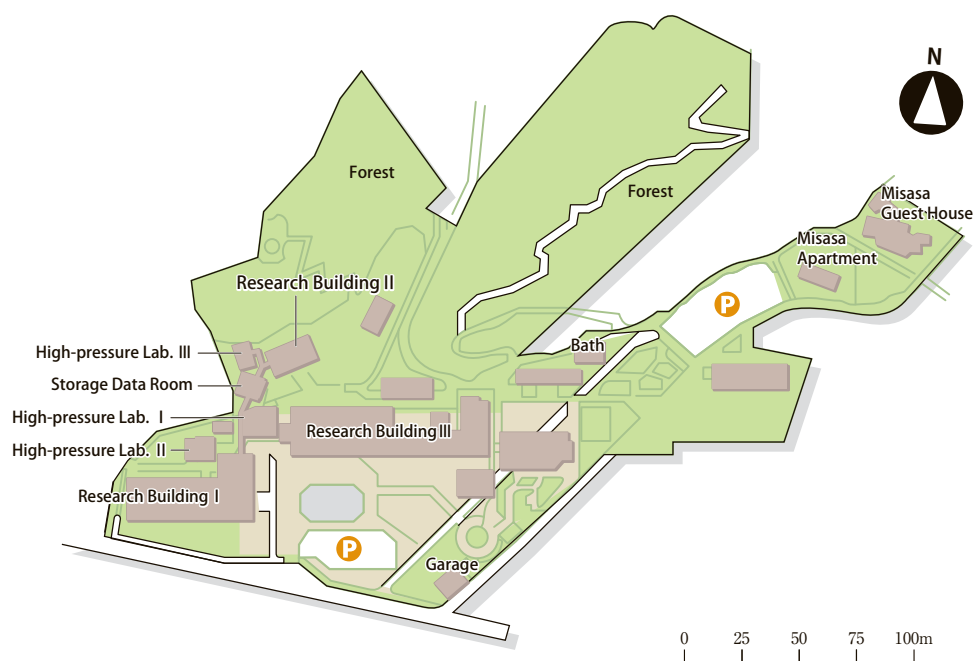 N
Forest
Misasa
Guest House
Forest
Misasa
Apartment
Research Building II
P
High-pressure Lab. III
Bath
Storage Data Room
High-pressure Lab. I
Research Building III
High-pressure Lab. II
Research Building I
P
Garage
0 25 50 75 100m